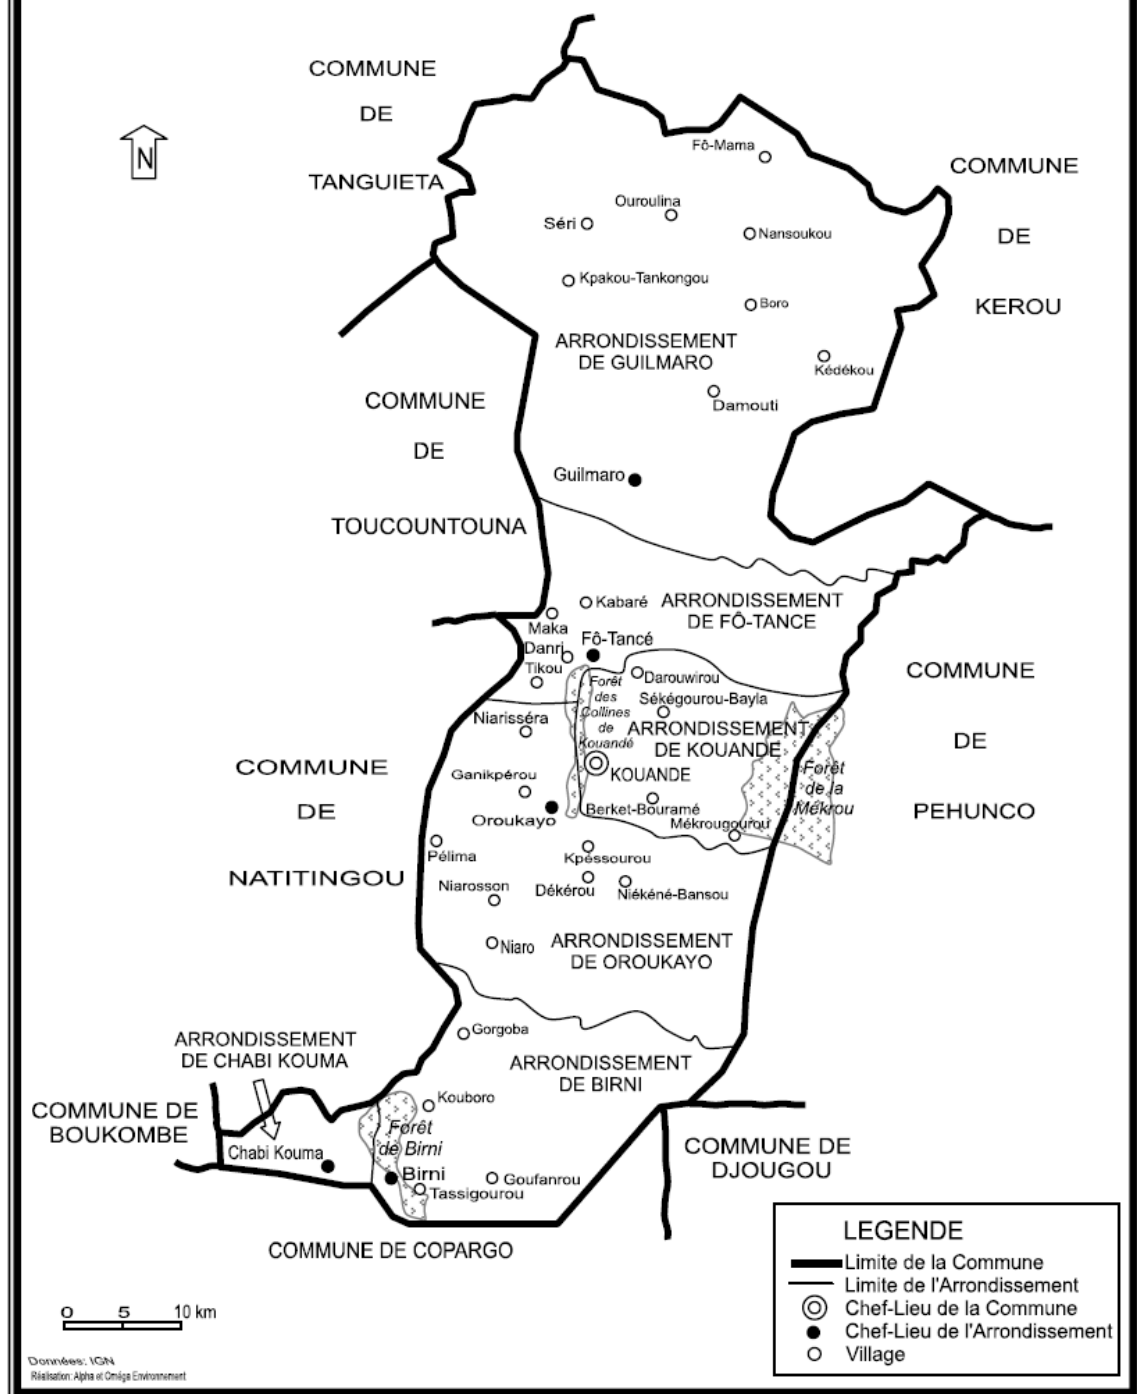 COMMUNE
DE
TANGUIETA
N
Fô-Mama
COMMUNE
DE
KEROU
Ouroulina
Séri
Nansoukou
Kpakou-Tankongou
Boro
ARRONDISSEMENT
DE GUILMARO
Kédékou
Damouti
COMMUNE
DE
TOUCOUNTOUNA
Guilmaro
Kabaré
ARRONDISSEMENT
DE FÔ-TANCE
Maka
Fô-Tancé
Danri
Tikou
Darouwirou
Forêt
des
Collines
de
Kouandé
Sékégourou-Bayla
COMMUNE
DE
PEHUNCO
Niarisséra
ARRONDISSEMENT
DE KOUANDE
COMMUNE
DE
NATITINGOU
Ganikpérou
KOUANDE
Forêt
de la
Mékrou
Oroukayo
Berket-Bouramé
Mékrougourou
Pélima
Kpéssourou
Niarosson
Dékérou
Niékéné-Bansou
Niaro
ARRONDISSEMENT
DE OROUKAYO
Gorgoba
ARRONDISSEMENT
DE CHABI KOUMA
ARRONDISSEMENT
DE BIRNI
Kouboro
COMMUNE DE
BOUKOMBE
Forêt
de Birni
Chabi Kouma
Birni
Tassigourou
Goufanrou
COMMUNE DE
DJOUGOU
COMMUNE DE COPARGO
LEGENDE
Limite de la Commune
Limite de l'Arrondissement
Chef-Lieu de la Commune
Chef-Lieu de l'Arrondissement
Village
0 5 10 km
Données: IGN
Réalisation: Alpha et Oméga Environnement